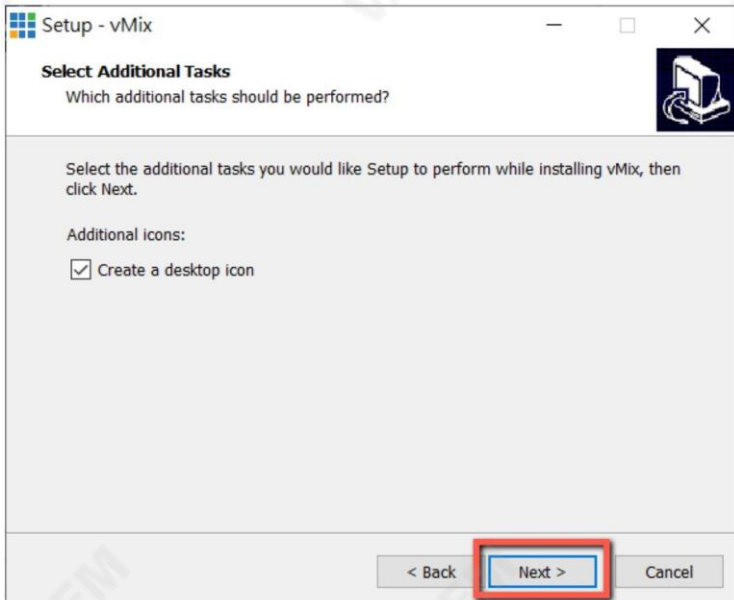 Setup - vMix
Select Additional Tasks
Which additional tasks should be performed?
Select the additional tasks you would like Setup to perform while installing vMix, then
click Next.
Additional icons:
Create a desktop icon
< Back
Next >
Cancel